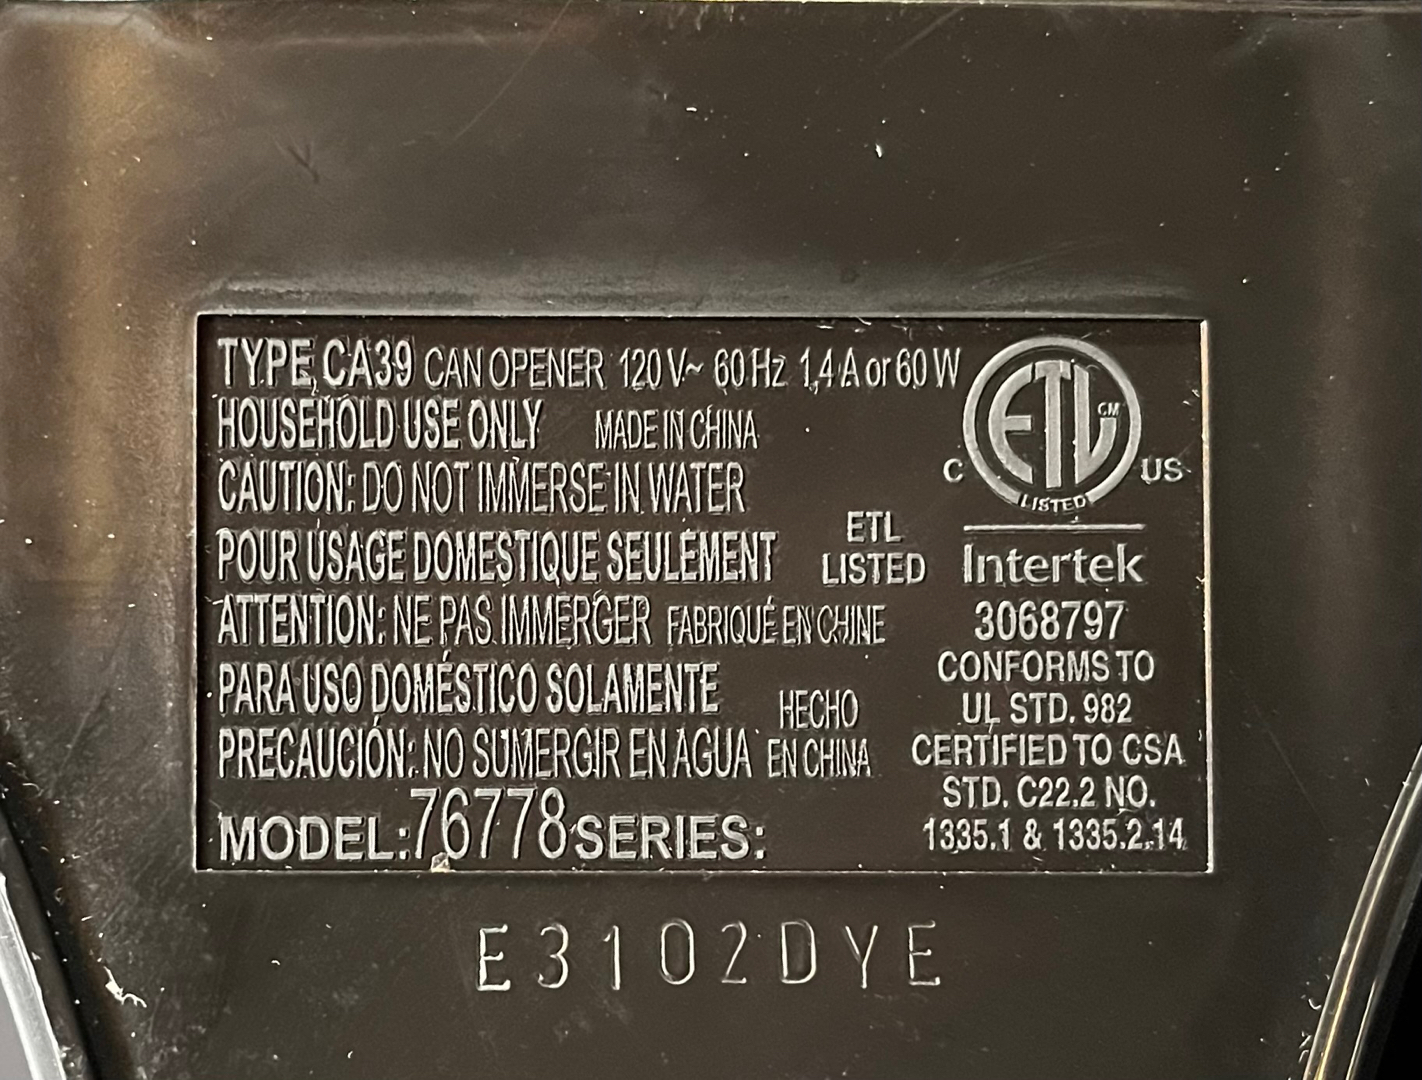 TYPE CA39 CAN OPENER 120 V~ 60 Hz 1,4 A or 60 W
HOUSEHOLD USE ONLY MADE IN CHINA
CAUTION: DO NOT IMMERSE IN WATER
POUR USAGE DOMESTIQUE SEULEMENT
ATTENTION: NE PAS IMMERGER FABRIQUÉ EN CHINE
PARA USO DOMÉSTICO SOLAMENTE
PRECAUCIÓN: NO SUMERGIR EN AGUA
HECHO
EN CHINA
MODEL: 76778 SERIES:
ETL
LISTED
ETL CM
LISTED
C US
Intertek
3068797
CONFORMS TO
UL STD. 982
CERTIFIED TO CSA
STD. C22.2 NO.
1335.1 & 1335.2.14
E3102DYE